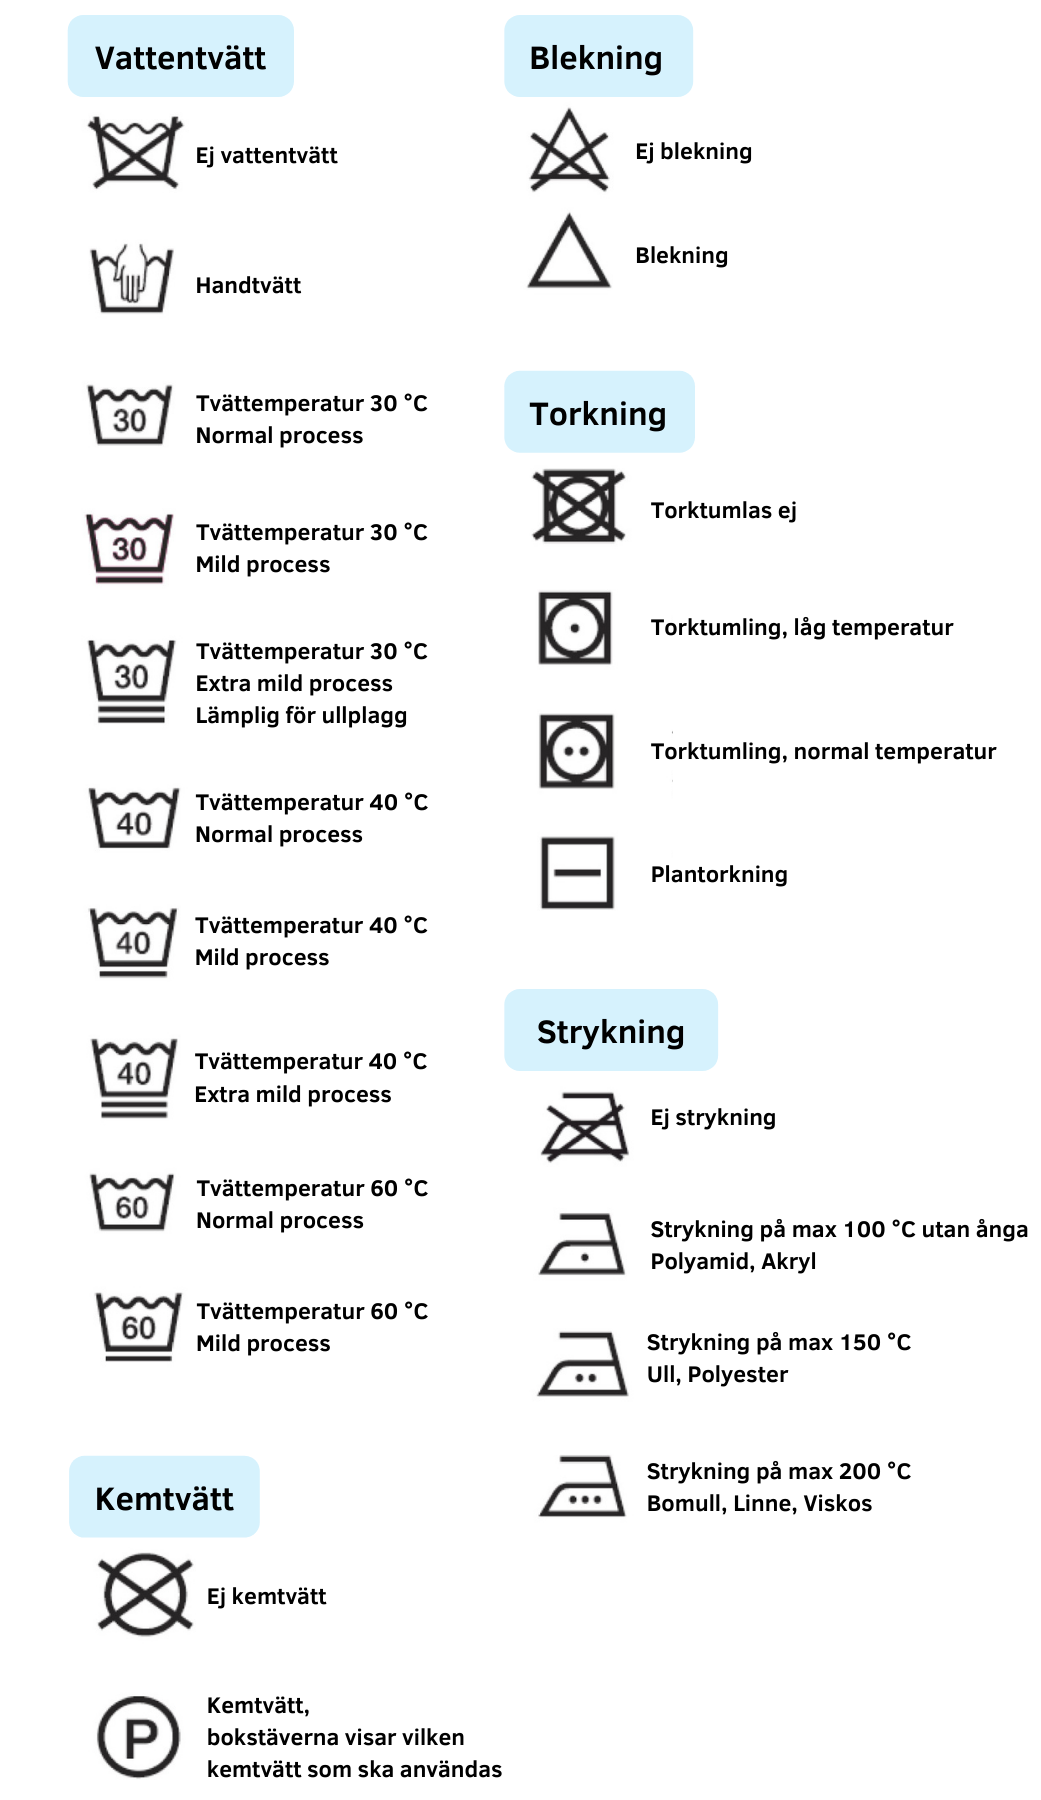 Vattentvätt
Ej vattentvätt
Handtvätt
30
Tvättemperatur 30 °C
Normal process
30
Tvättemperatur 30 °C
Mild process
30
Tvättemperatur 30 °C
Extra mild process
Lämplig för ullplagg
40
Tvättemperatur 40 °C
Normal process
40
Tvättemperatur 40 °C
Mild process
40
Tvättemperatur 40 °C
Extra mild process
60
Tvättemperatur 60 °C
Normal process
60
Tvättemperatur 60 °C
Mild process
Kemtvätt
Ej kemtvätt
P
Kemtvätt,
bokstäverna visar vilken
kemtvätt som ska användas
Blekning
Ej blekning
Blekning
Torkning
Torktumlas ej
Torktumling, låg temperatur
Torktumling, normal temperatur
Plantorkning
Strykning
Ej strykning
Strykning på max 100 °C utan ånga
Polyamid, Akryl
Strykning på max 150 °C
Ull, Polyester
Strykning på max 200 °C
Bomull, Linne, Viskos